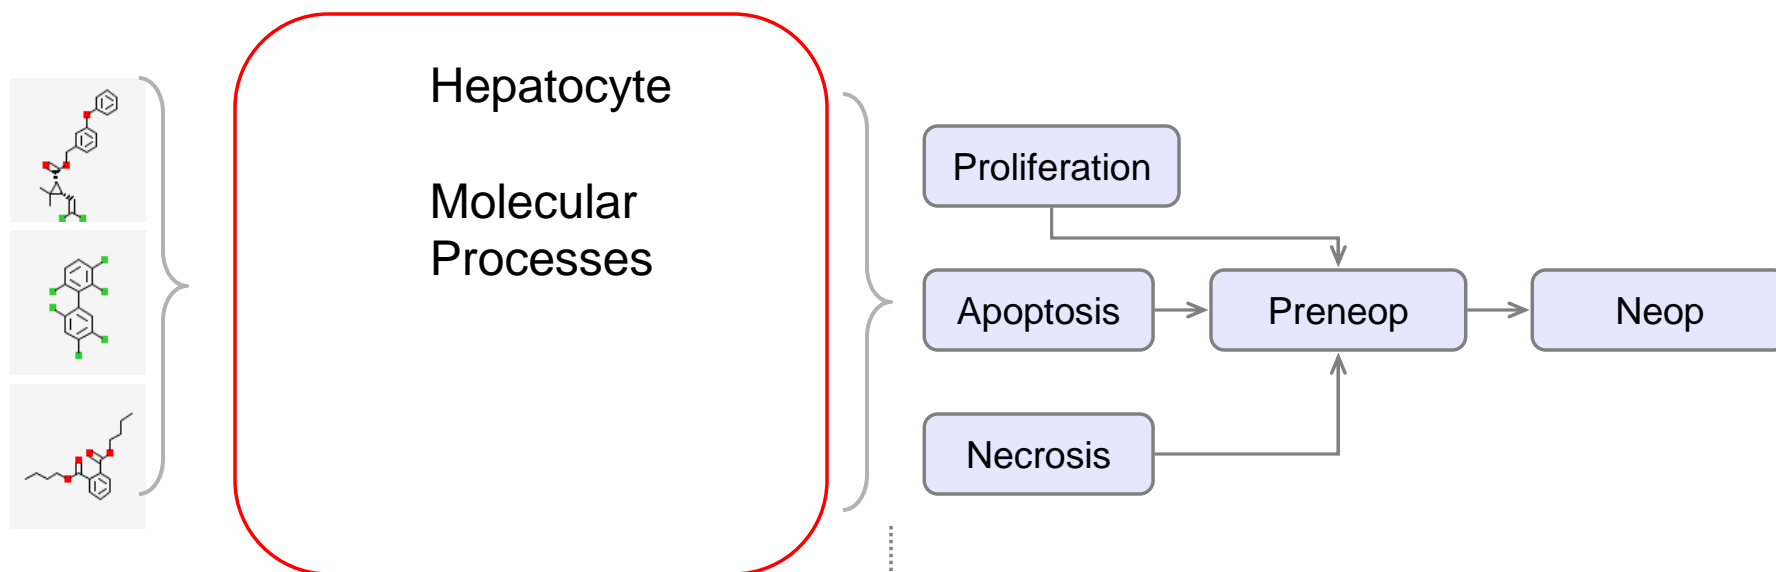 Hepatocyte
Molecular
Processes
Proliferation
Apoptosis
Preneop
Neop
Necrosis